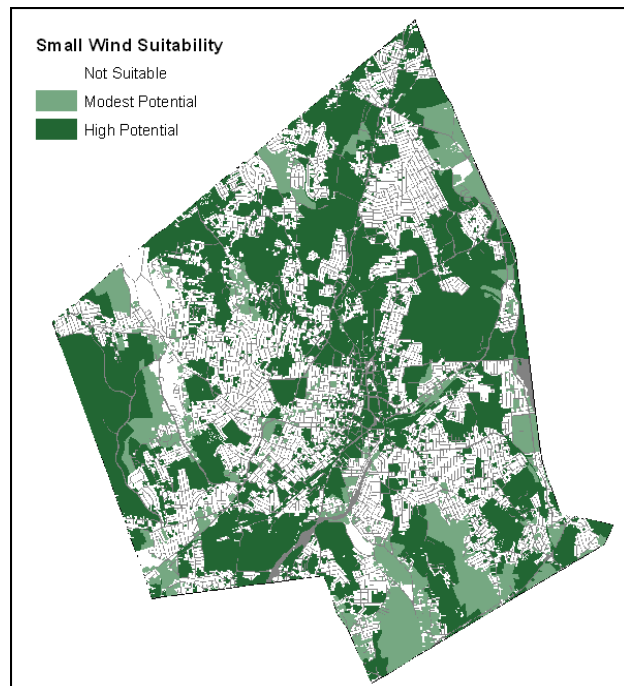 Small Wind Suitability
Not Suitable
Modest Potential
High Potential